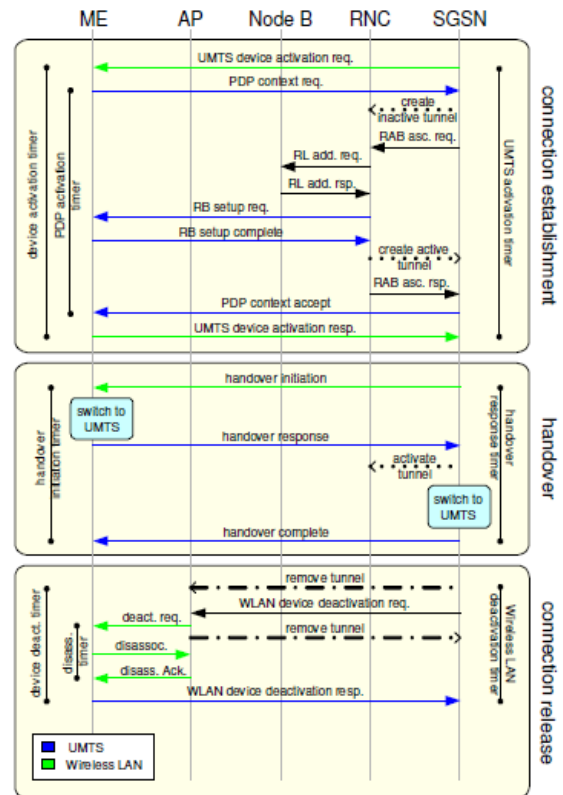 ME AP Node B RNC SGSN
UMTS device activation req.
PDP context req.
create
inactive tunnel
RAB asc. req.
RL add. req.
RL add. rsp.
RB setup req.
RB setup complete
create active
tunnel
RAB asc. rsp.
PDP context accept
UMTS device activation resp.
device activation timer
PDP activation
timer
UMTS activation timer
connection establishment
handover initiation
switch to
UMTS
handover response
activate
tunnel
switch to
UMTS
handover complete
handover
initiation timer
handover
response timer
handover
remove tunnel
WLAN device deactivation req.
deact. req.
remove tunnel
disassoc.
disass. Ack.
WLAN device deactivation resp.
device deact. timer
disass.
timer
Wireless LAN
deactivation timer
connection release
UMTS
Wireless LAN